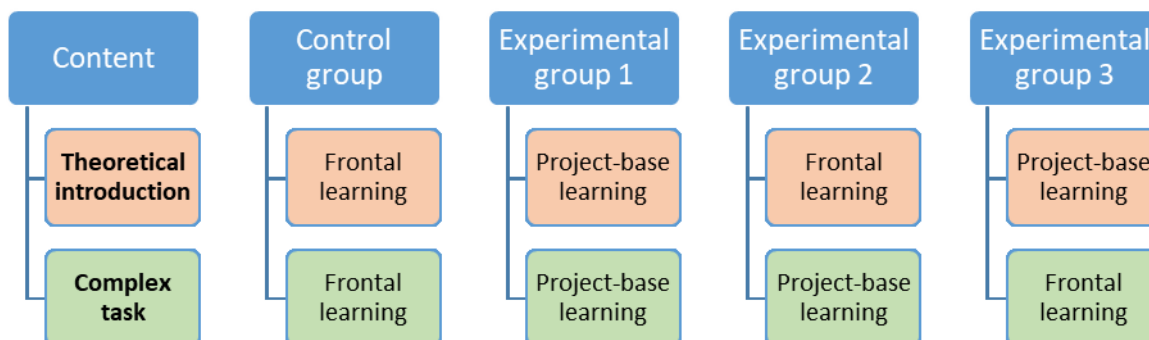 Content
Control
group
Experimental
group 1
Experimental
group 2
Experimental
group 3
Theoretical
introduction
Frontal
learning
Project-base
learning
Frontal
learning
Project-base
learning
Complex
task
Frontal
learning
Project-base
learning
Project-base
learning
Frontal
learning